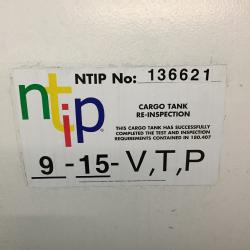 NTIP No: 136621
ntip
CARGO TANK
RE-INSPECTION
THIS CARGO TANK HAS SUCCESSFULLY
COMPLETED THE TEST AND INSPECTION
REQUIREMENTS CONTAINED IN 180.407
9 - 15 - V,T,P